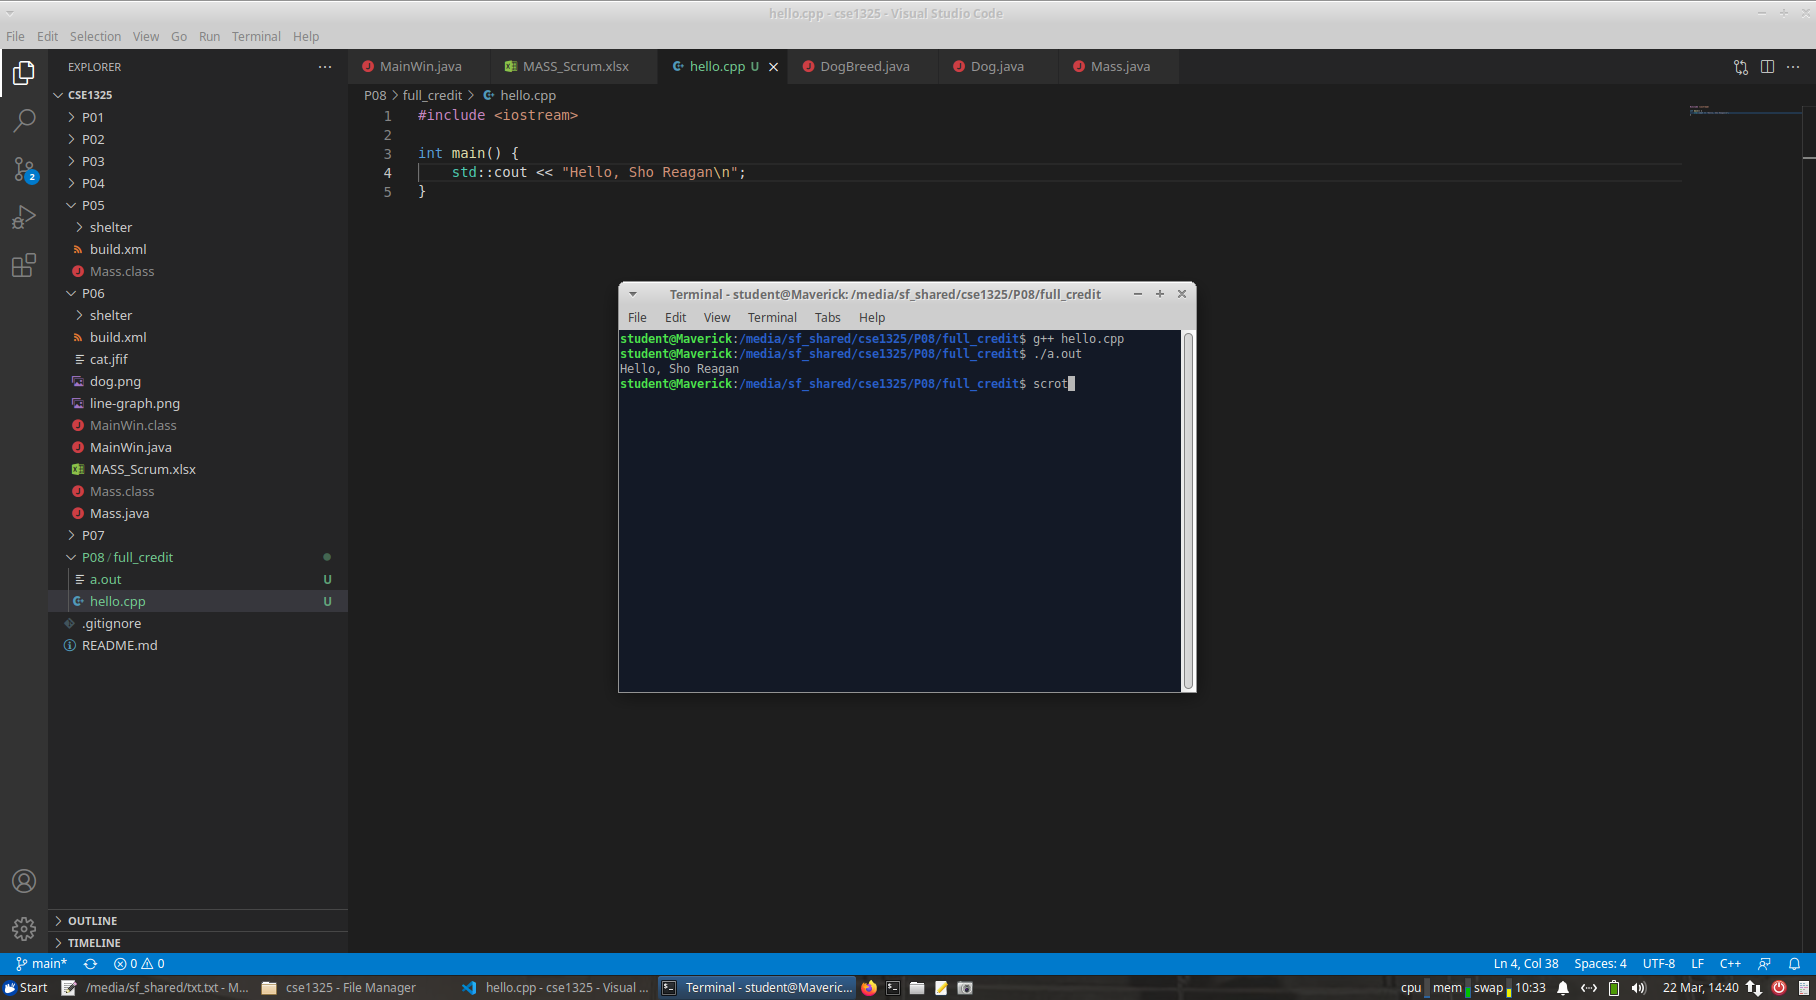 hello.cpp - cse1325 - Visual Studio Code
File Edit Selection View Go Run Terminal Help
EXPLORER
CSE1325
P01
P02
P03
P04
P05
shelter
build.xml
Mass.class
P06
shelter
build.xml
cat.jfif
dog.png
line-graph.png
MainWin.class
MainWin.java
MASS_Scrum.xlsx
Mass.class
Mass.java
P07
P08 / full_credit
a.out U
hello.cpp U
.gitignore
README.md
OUTLINE
TIMELINE
2
MainWin.java MASS_Scrum.xlsx hello.cpp U DogBreed.java Dog.java Mass.java
P08 > full_credit > hello.cpp
1 #include <iostream>
2
3 int main() {
4 std::cout << "Hello, Sho Reagan\n";
5 }
Terminal - student@Maverick: /media/sf_shared/cse1325/P08/full_credit
File Edit View Terminal Tabs Help
student@Maverick:/media/sf_shared/cse1325/P08/full_credit$ g++ hello.cpp
student@Maverick:/media/sf_shared/cse1325/P08/full_credit$ ./a.out
Hello, Sho Reagan
student@Maverick:/media/sf_shared/cse1325/P08/full_credit$ scrot
main* 0 0 Ln 4, Col 38 Spaces: 4 UTF-8 LF C++
Start /media/sf_shared/txt.txt - M... cse1325 - File Manager hello.cpp - cse1325 - Visual ... Terminal - student@Maveric... cpu mem swap 10:33 22 Mar, 14:40